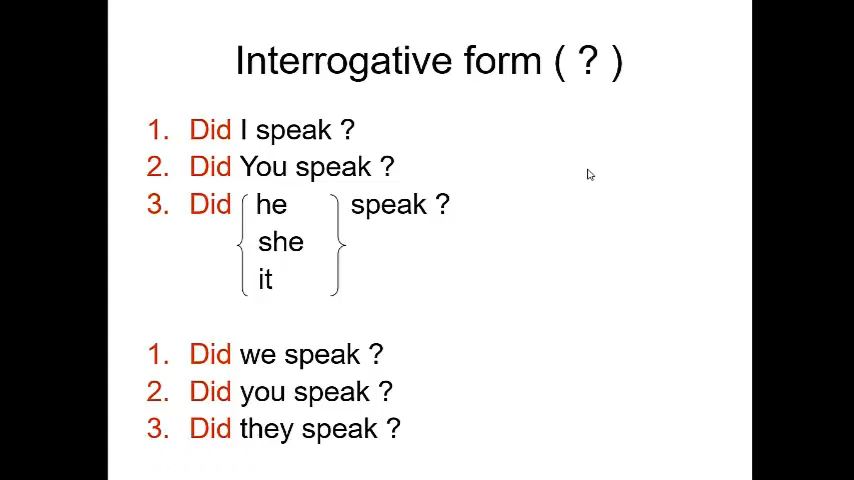 Interrogative form ( ? )
1. Did I speak ?
2. Did You speak ?
3. Did he speak ?
she
it
1. Did we speak ?
2. Did you speak ?
3. Did they speak ?